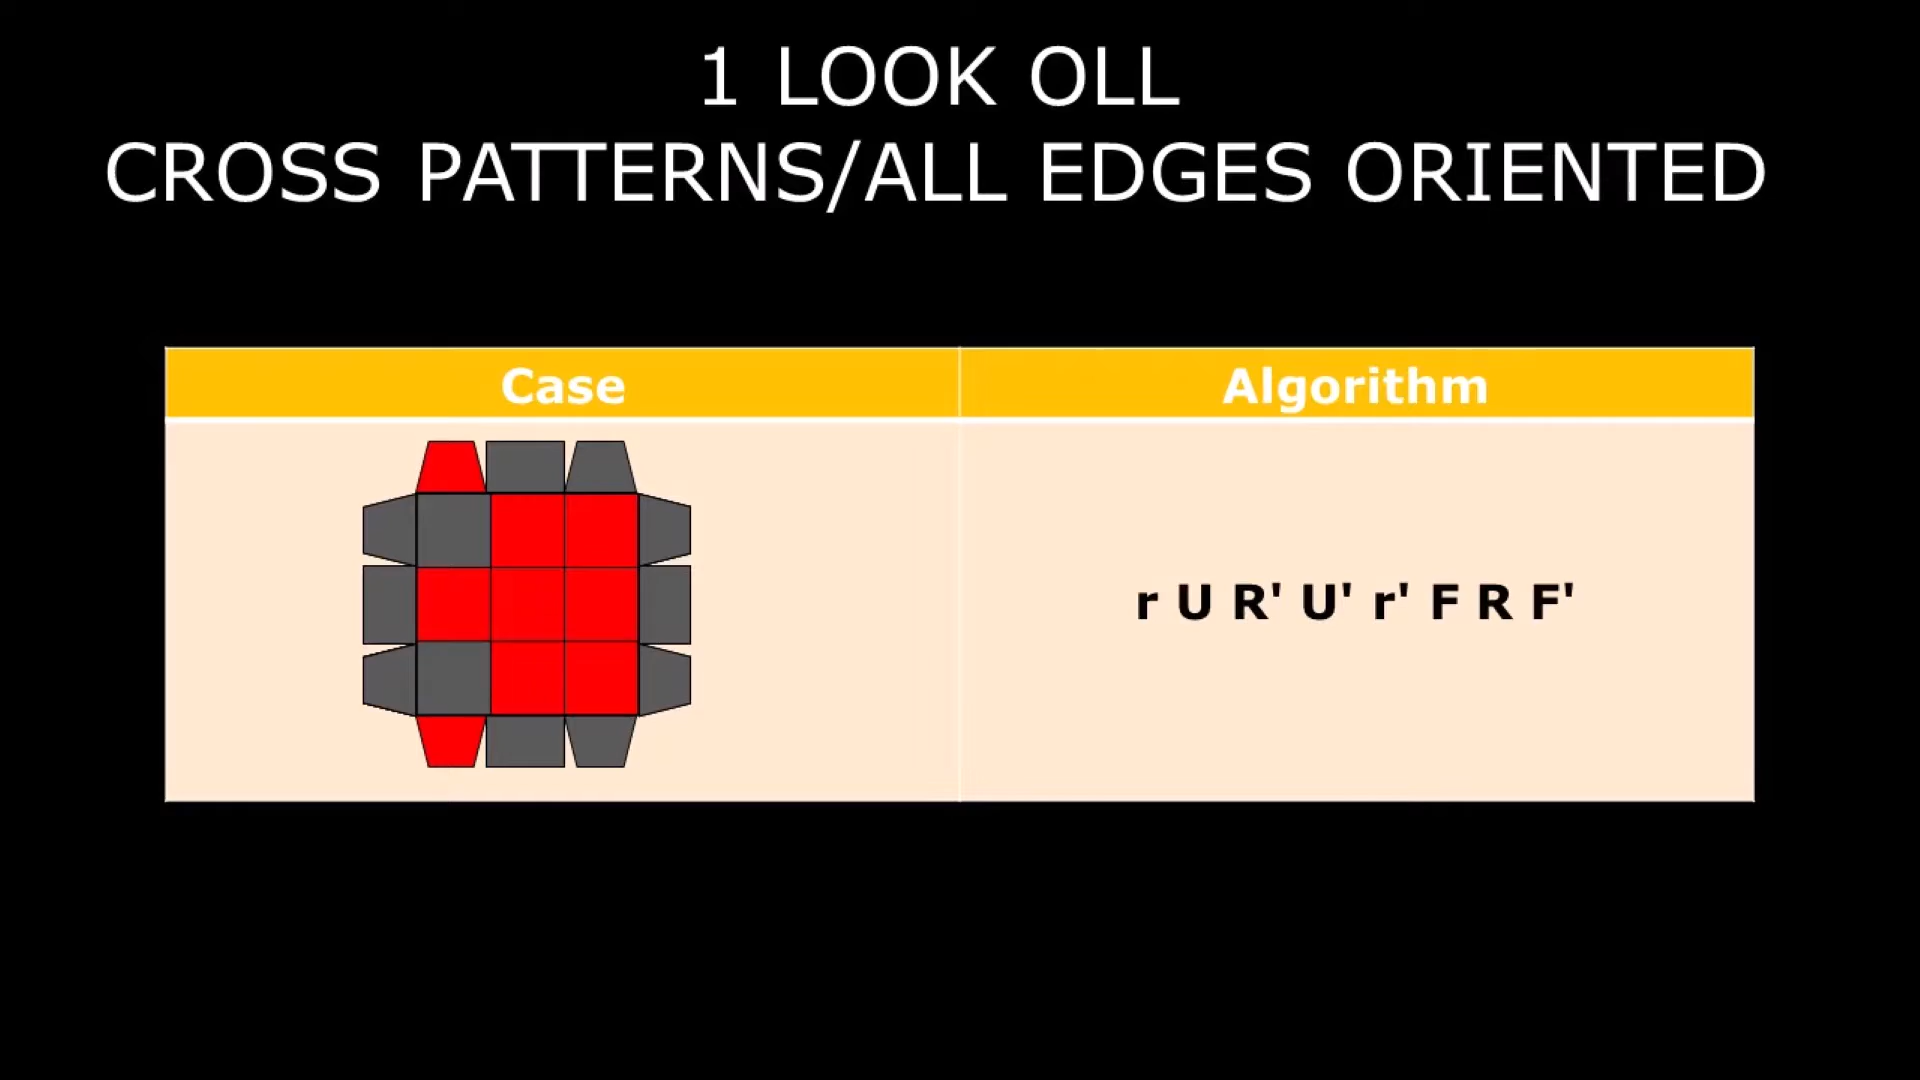 1 LOOK OLL
CROSS PATTERNS/ALL EDGES ORIENTED
Case
Algorithm
r U R' U' r' F R F'